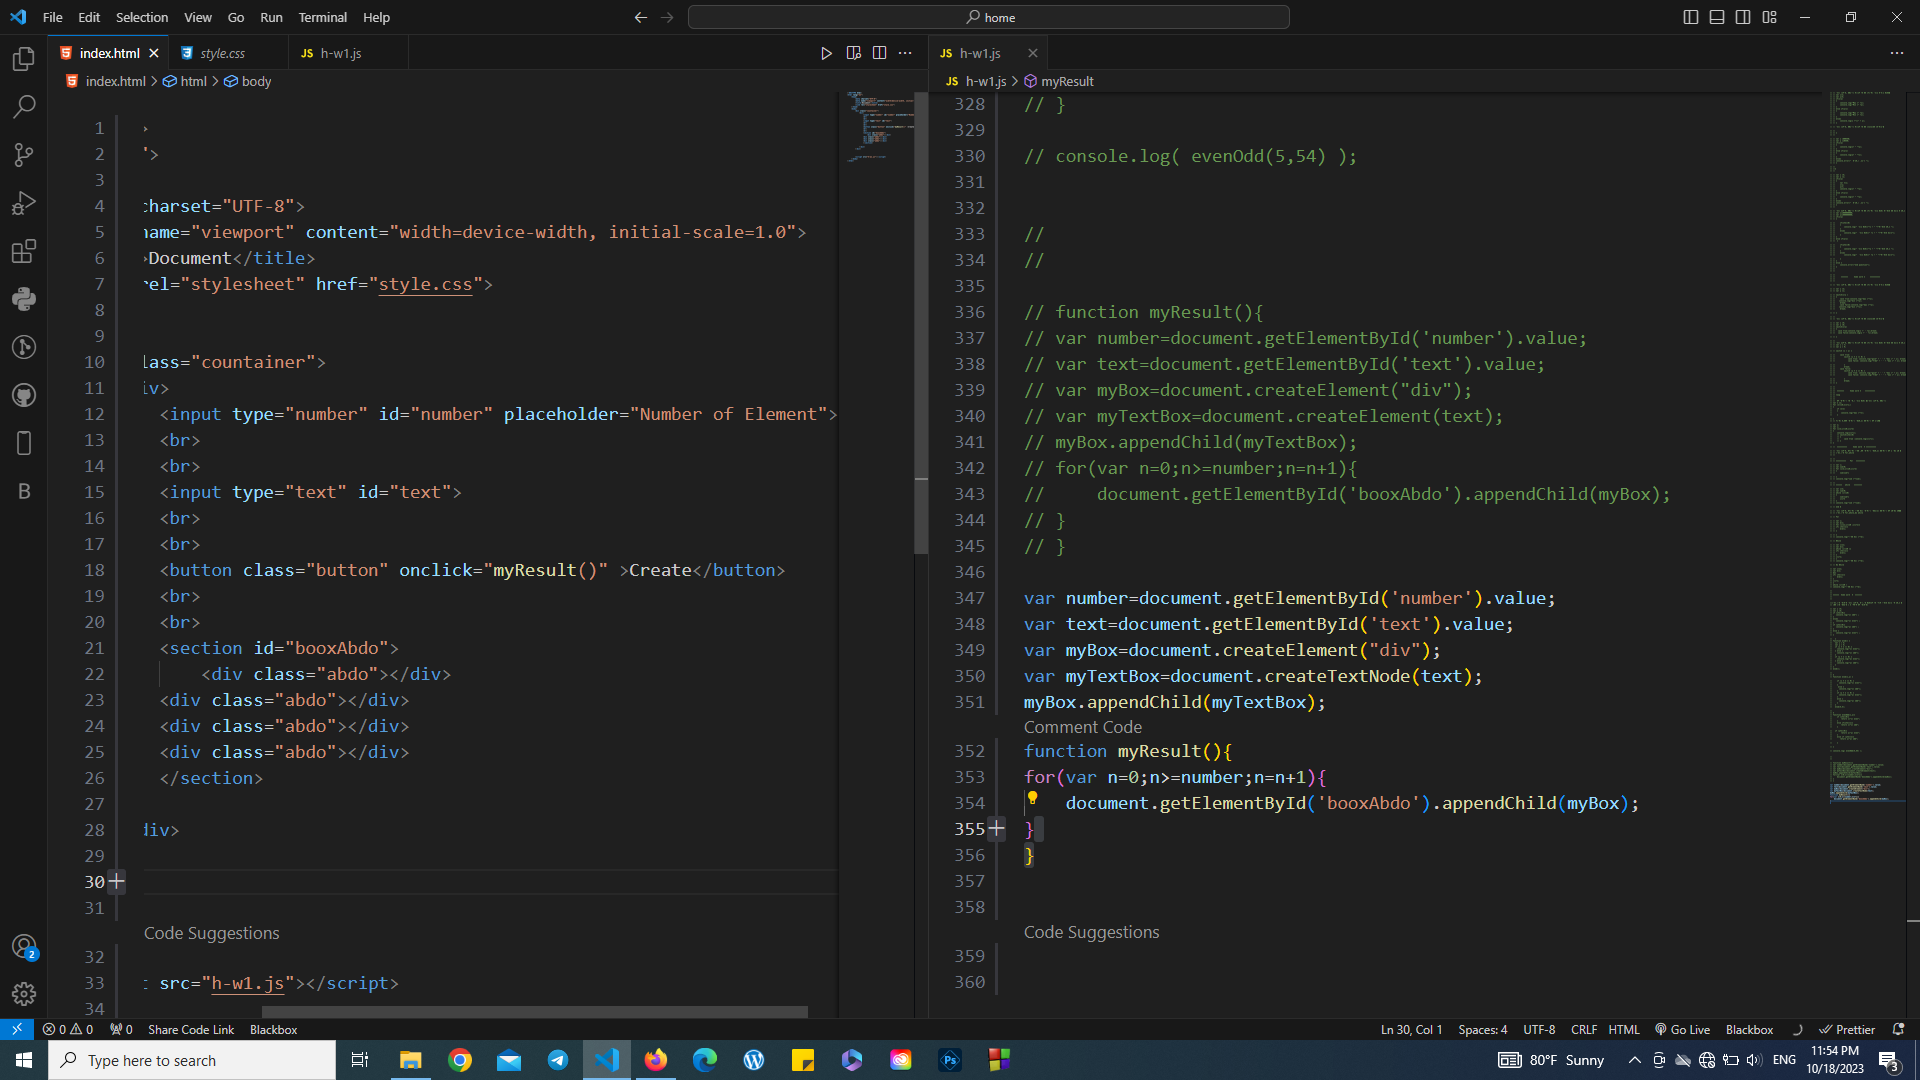 File Edit Selection View Go Run Terminal Help
home
index.html
style.css
JS h-w1.js
JS h-w1.js
index.html > html > body
JS h-w1.js > myResult
1 >
2 ">
3
4 charset="UTF-8">
5 name="viewport" content="width=device-width, initial-scale=1.0">
6 >Document</title>
7 rel="stylesheet" href="style.css">
8
9
10 lass="countainer">
11 iv>
12 <input type="number" id="number" placeholder="Number of Element">
13 <br>
14 <br>
15 <input type="text" id="text">
16 <br>
17 <br>
18 <button class="button" onclick="myResult()" >Create</button>
19 <br>
20 <br>
21 <section id="booxAbdo">
22 <div class="abdo"></div>
23 <div class="abdo"></div>
24 <div class="abdo"></div>
25 <div class="abdo"></div>
26 </section>
27
28 div>
29
30
31
Code Suggestions
32
33 t src="h-w1.js"></script>
34
328 // }
329
330 // console.log( evenOdd(5,54) );
331
332
333 //
334 //
335
336 // function myResult(){
337 // var number=document.getElementById('number').value;
338 // var text=document.getElementById('text').value;
339 // var myBox=document.createElement("div");
340 // var myTextBox=document.createElement(text);
341 // myBox.appendChild(myTextBox);
342 // for(var n=0;n>=number;n=n+1){
343 //     document.getElementById('booxAbdo').appendChild(myBox);
344 // }
345 // }
346
347 var number=document.getElementById('number').value;
348 var text=document.getElementById('text').value;
349 var myBox=document.createElement("div");
350 var myTextBox=document.createTextNode(text);
351 myBox.appendChild(myTextBox);
Comment Code
352 function myResult(){
353 for(var n=0;n>=number;n=n+1){
354     document.getElementById('booxAbdo').appendChild(myBox);
355 }
356 }
357
358
Code Suggestions
359
360
B
2
0 0 0 Share Code Link Blackbox
Ln 30, Col 1 Spaces: 4 UTF-8 CRLF HTML Go Live Blackbox Prettier
Type here to search
Ps
80°F Sunny
ENG
11:54 PM
10/18/2023
3